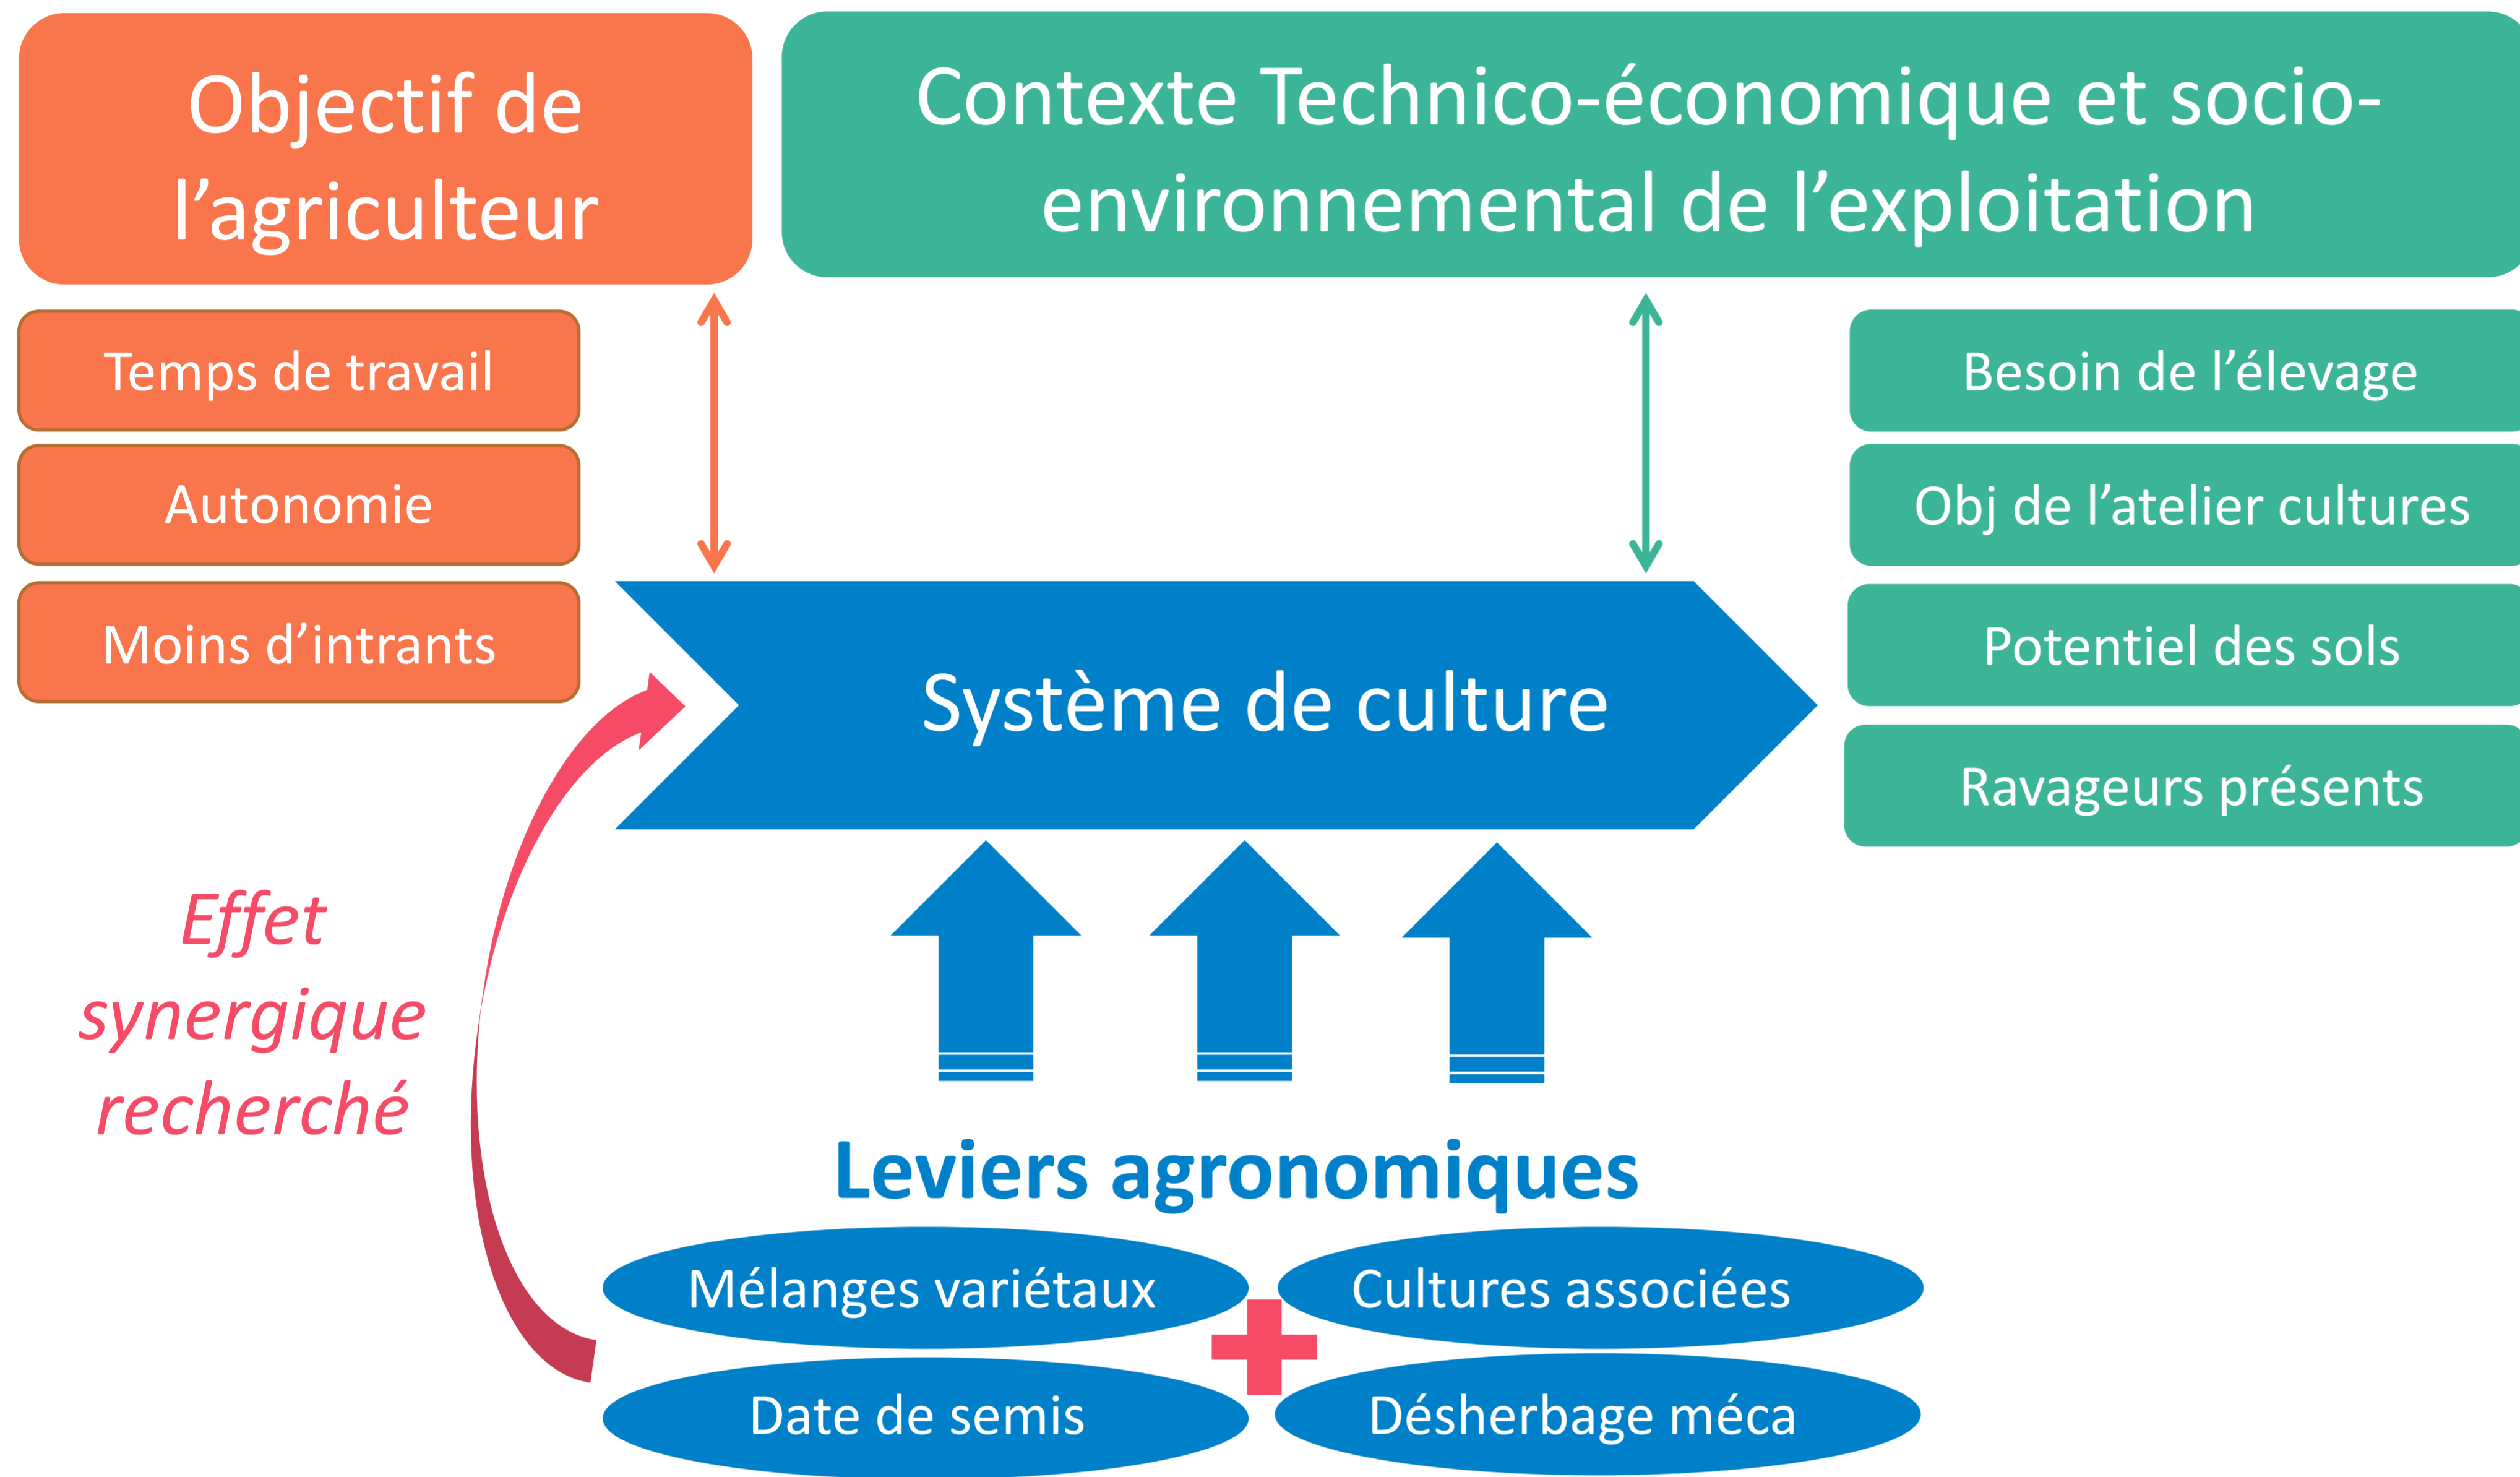 Objectif de
l’agriculteur
Contexte Technico-économique et socio-
environnemental de l’exploitation
Temps de travail
Autonomie
Moins d’intrants
Besoin de l’élevage
Obj de l’atelier cultures
Potentiel des sols
Ravageurs présents
Système de culture
Effet
synergique
recherché
Leviers agronomiques
Mélanges variétaux
Cultures associées
Date de semis
Désherbage méca